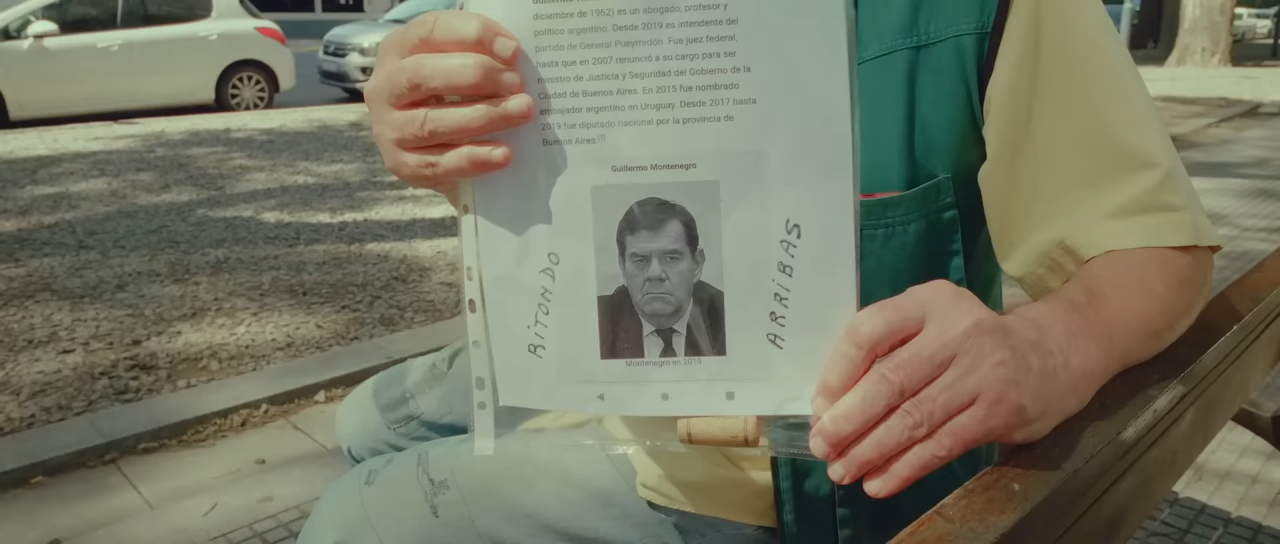 diciembre de 1962) es un abogado, profesor y
político argentino. Desde 2019 es intendente del
partido de General Pueyrredón. Fue juez federal,
hasta que en 2007 renunció a su cargo para ser
ministro de Justicia y Seguridad del Gobierno de la
Ciudad de Buenos Aires. En 2015 fue nombrado
embajador argentino en Uruguay. Desde 2017 hasta
2019 fue diputado nacional por la provincia de
Buenos Aires.
Guillermo Montenegro
RITONDO
ARRIBAS
Montenegro en 2019